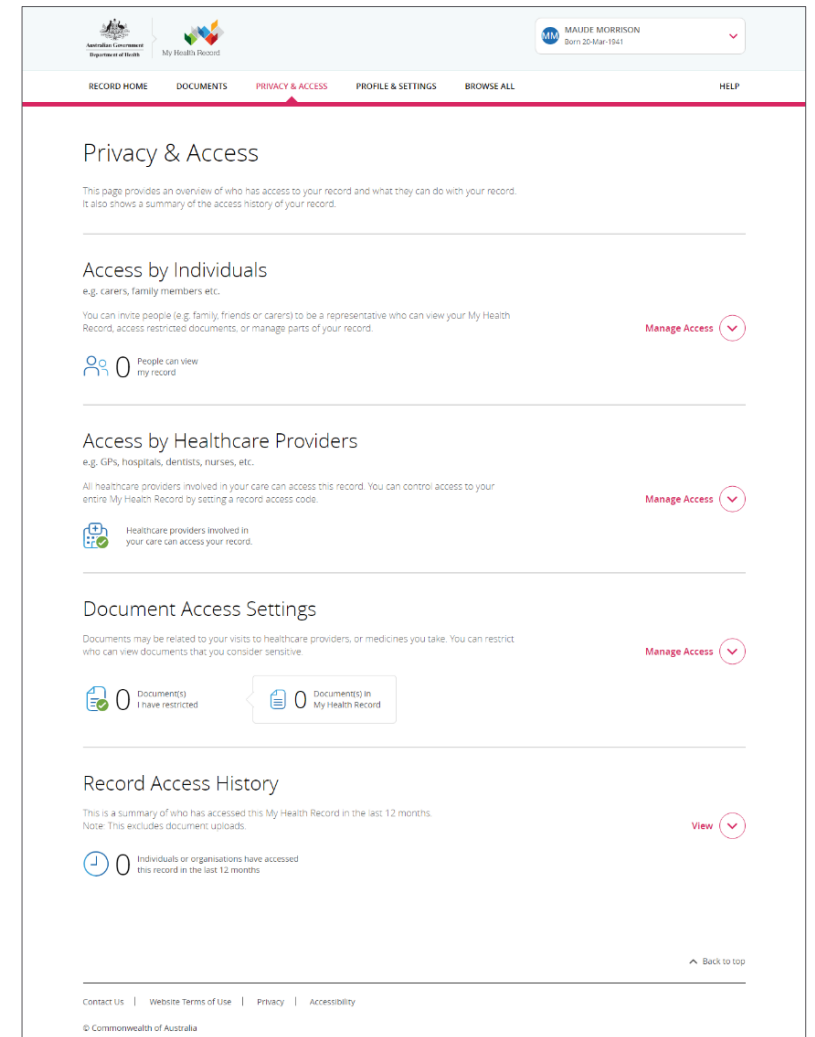 Australian Government
Department of Health
My Health Record
MM
MAUDE MORRISON
Born 20-Mar-1941
RECORD HOME DOCUMENTS PRIVACY & ACCESS PROFILE & SETTINGS BROWSE ALL HELP
Privacy & Access
This page provides an overview of who has access to your record and what they can do with your record.
It also shows a summary of the access history of your record.
Access by Individuals
e.g. carers, family members etc.
You can invite people (e.g. family, friends or carers) to be a representative who can view your My Health
Record, access restricted documents, or manage parts of your record.
Manage Access
0 People can view
my record
Access by Healthcare Providers
e.g. GPs, hospitals, dentists, nurses, etc.
All healthcare providers involved in your care can access this record. You can control access to your
entire My Health Record by setting a record access code.
Manage Access
Healthcare providers involved in
your care can access your record.
Document Access Settings
Documents may be related to your visits to healthcare providers, or medicines you take. You can restrict
who can view documents that you consider sensitive.
Manage Access
0 Document(s)
I have restricted
0 Document(s) in
My Health Record
Record Access History
This is a summary of who has accessed this My Health Record in the last 12 months.
Note: This excludes document uploads.
View
0 Individuals or organisations have accessed
this record in the last 12 months
Back to top
Contact Us | Website Terms of Use | Privacy | Accessibility
© Commonwealth of Australia